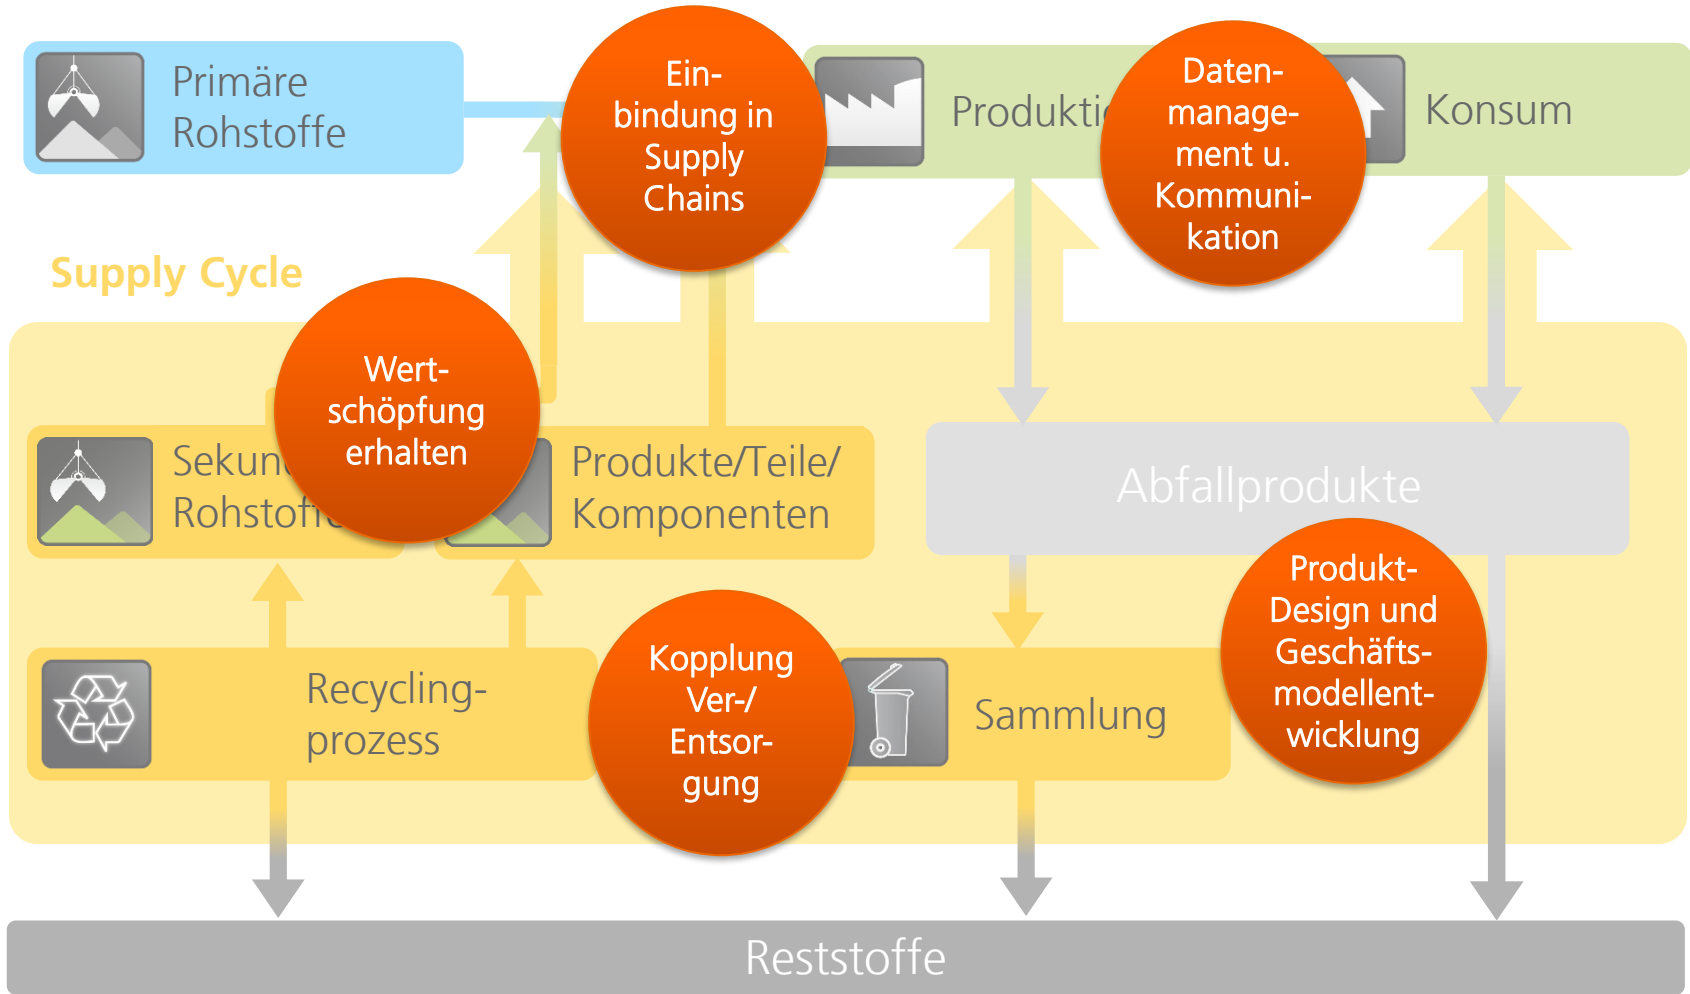 Primäre
Rohstoffe
Ein-
bindung in
Supply
Chains
Produkti
Daten-
manage-
ment u.
Kommuni-
kation
Konsum
Supply Cycle
Wert-
schöpfung
erhalten
Sekun
Rohstoffe
Produkte/Teile/
Komponenten
Abfallprodukte
Produkt-
Design und
Geschäfts-
modellent-
wicklung
Recycling-
prozess
Kopplung
Ver-/
Entsor-
gung
Sammlung
Reststoffe